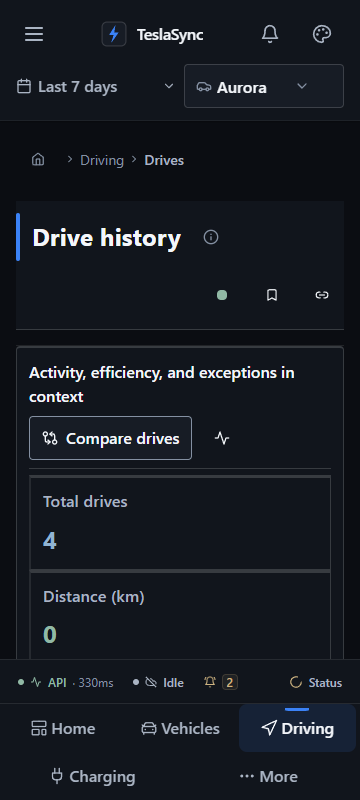 TeslaSync
Last 7 days
Aurora
Driving
Drives
Drive history
Activity, efficiency, and exceptions in
context
Compare drives
Total drives
4
Distance (km)
0
API · 330ms
Idle
2
Status
Home
Vehicles
Driving
Charging
More